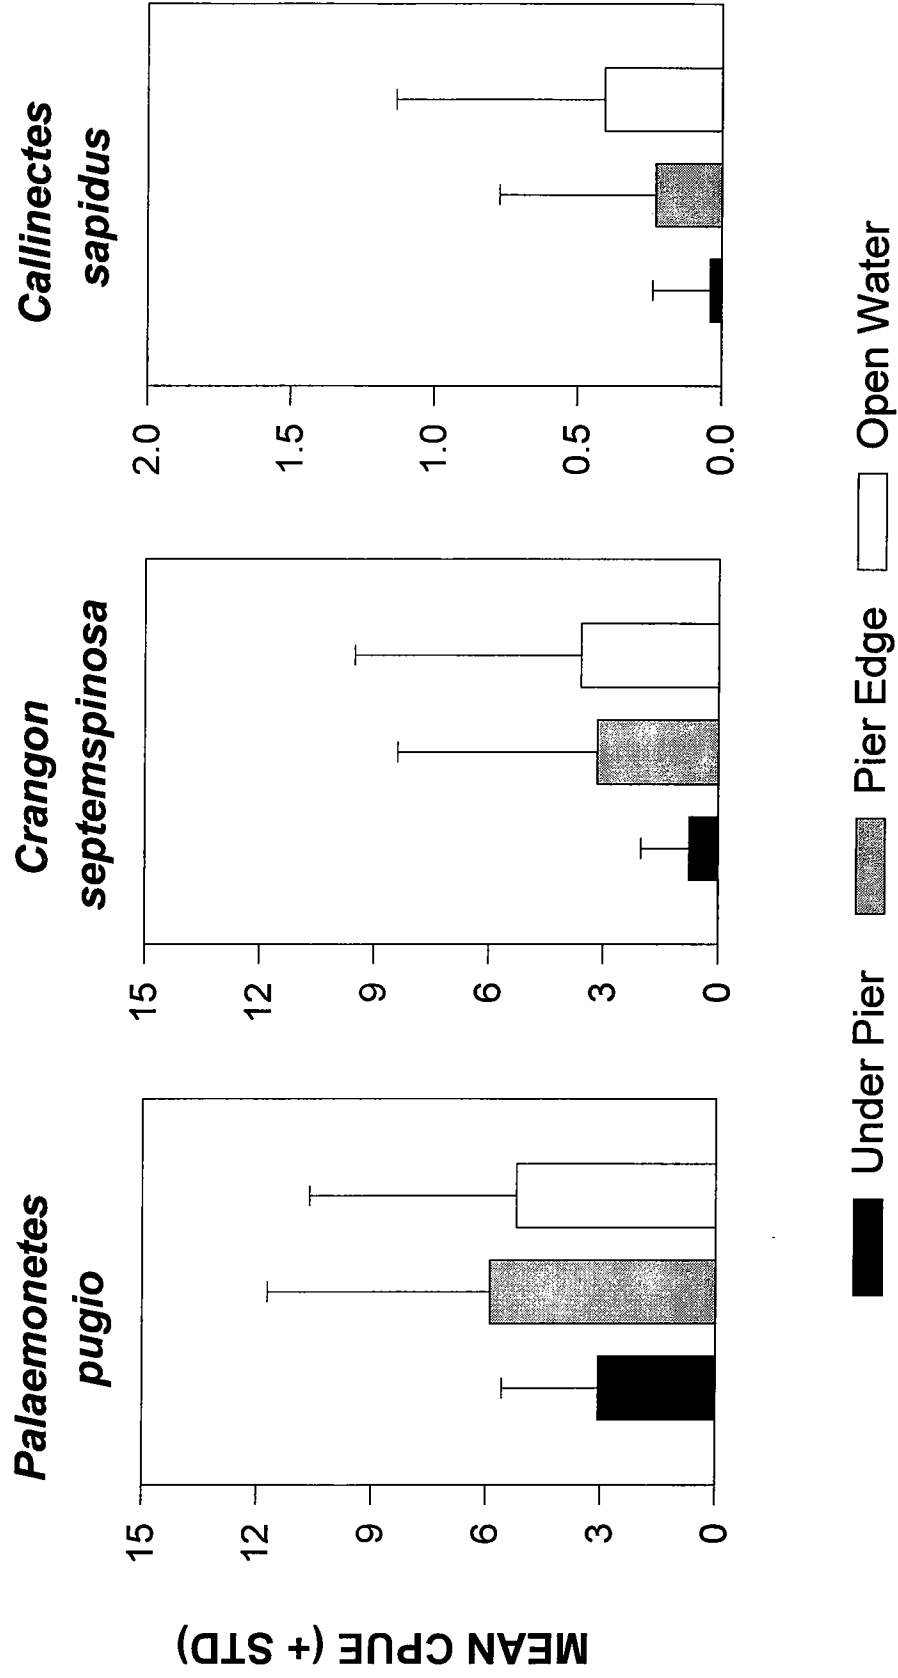 Palaemonetes
pugio
Crangon
septemspinosa
Callinectes
sapidus
MEAN CPUE (+ STD)
15
12
9
6
3
0
15
12
9
6
3
0
2.0
1.5
1.0
0.5
0.0
Under Pier Pier Edge Open Water